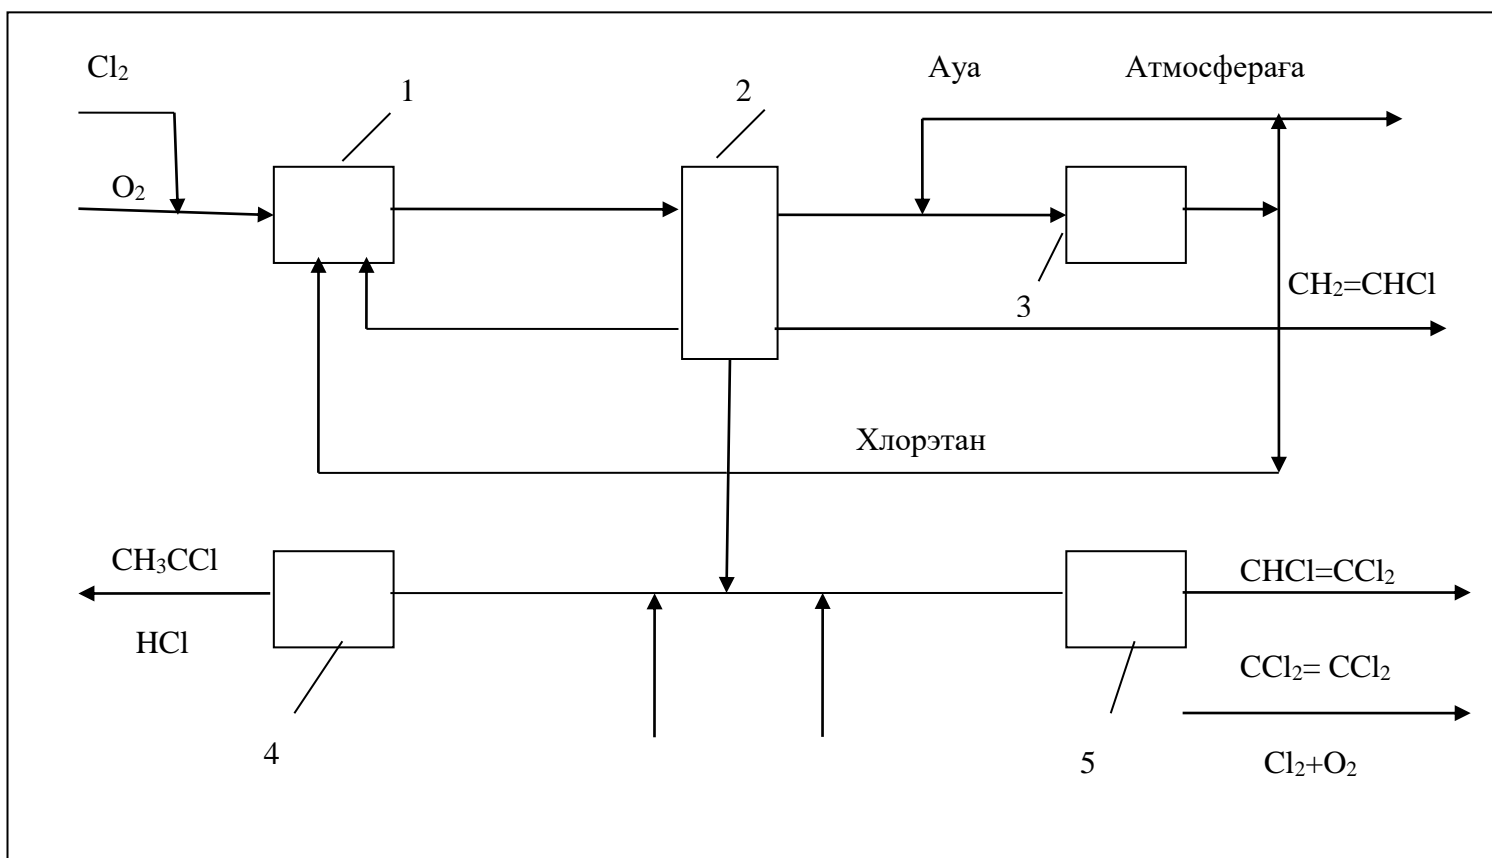 Cl₂
1
2
Ауа
Атмосфераға
O₂
3
CH₂=CHCl
Хлорэтан
CH₃CCl
HCl
CHCl=CCl₂
CCl₂= CCl₂
4
5
Cl₂+O₂